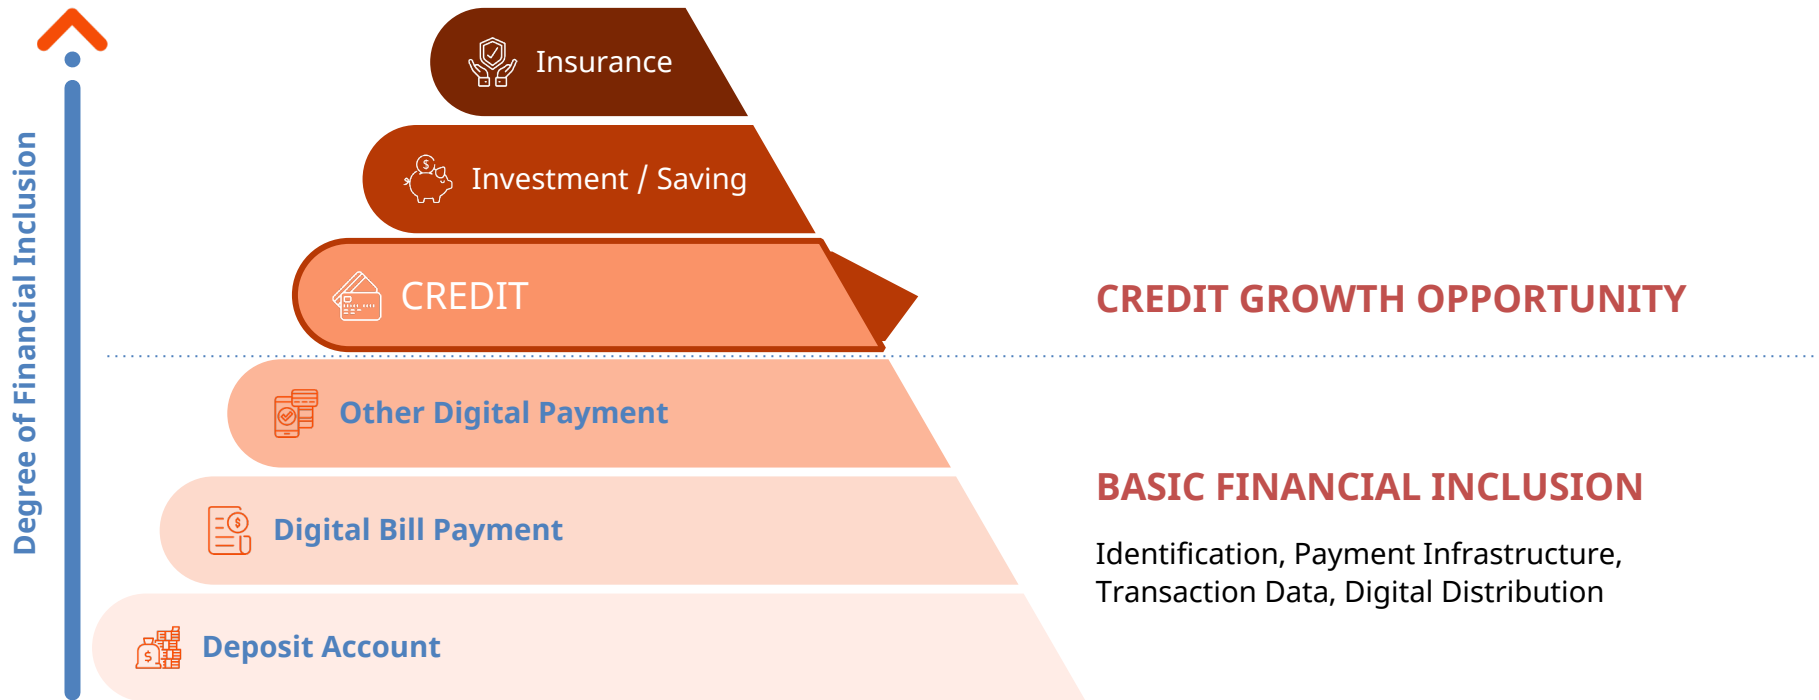 Degree of Financial Inclusion
Insurance
Investment / Saving
CREDIT
CREDIT GROWTH OPPORTUNITY
Other Digital Payment
Digital Bill Payment
Deposit Account
BASIC FINANCIAL INCLUSION
Identification, Payment Infrastructure,
Transaction Data, Digital Distribution